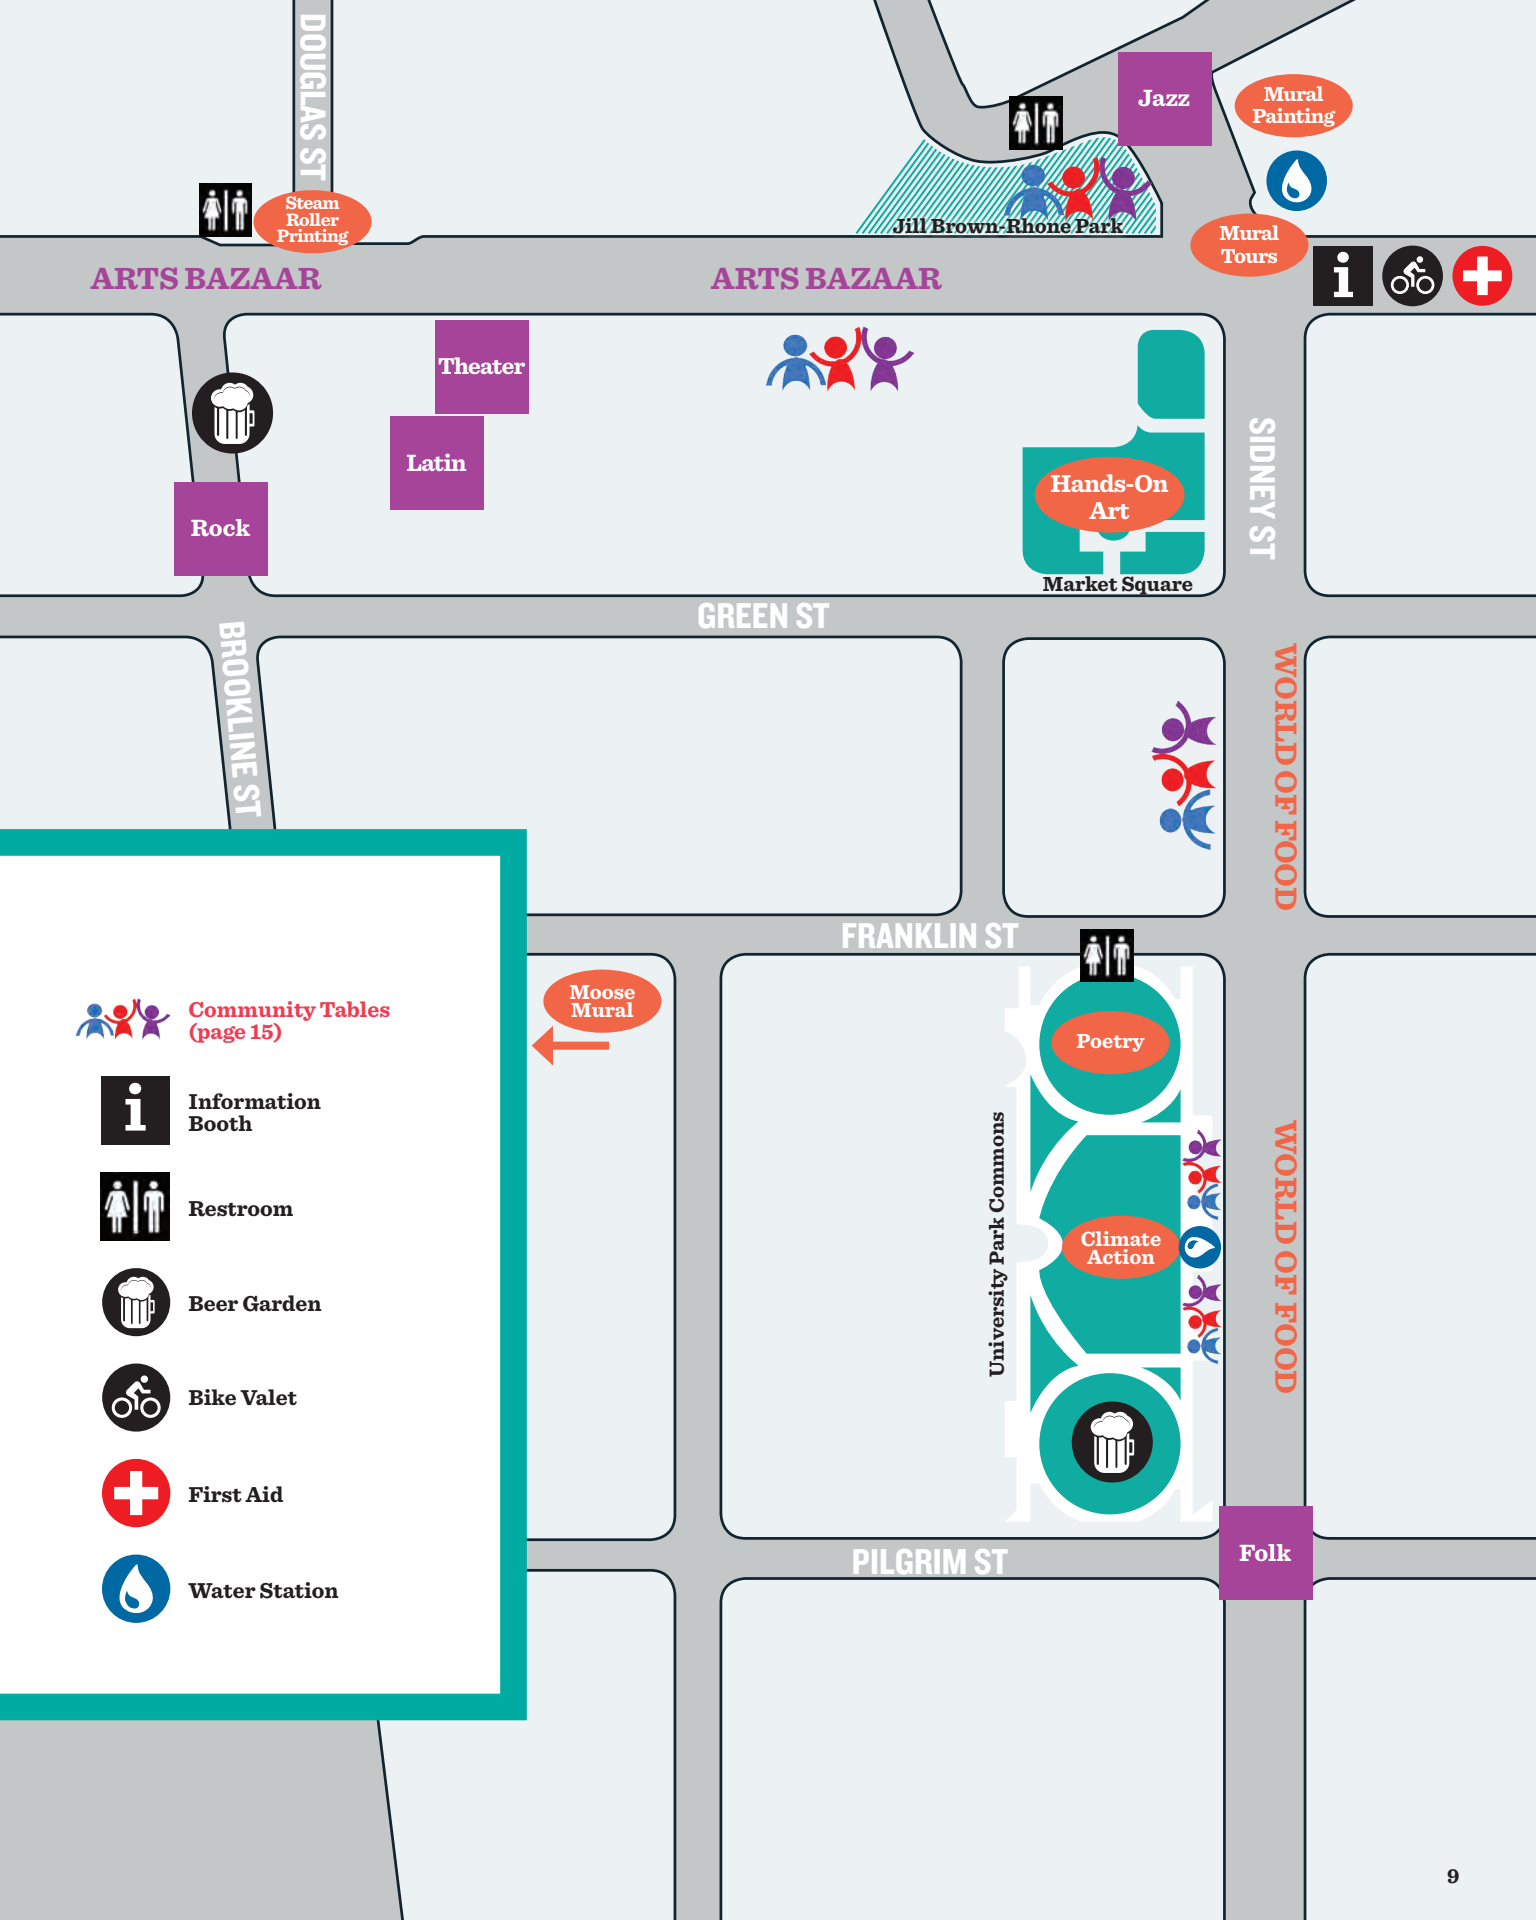 DOUGLAS ST
Jazz
Mural
Painting
Steam
Roller
Printing
Jill Brown-Rhone Park
Mural
Tours
i
ARTS BAZAAR
ARTS BAZAAR
Theater
Latin
Rock
Hands-On
Art
Market Square
SIDNEY ST
GREEN ST
BROOKLINE ST
WORLD OF FOOD
FRANKLIN ST
Moose
Mural
Poetry
University Park Commons
Climate
Action
WORLD OF FOOD
Folk
PILGRIM ST
Community Tables
(page 15)
i
Information
Booth
Restroom
Beer Garden
Bike Valet
First Aid
Water Station
9